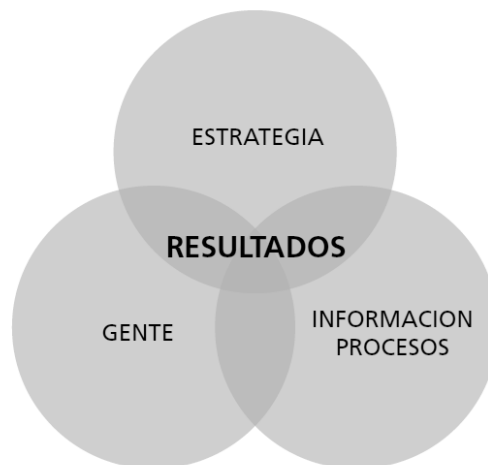 ESTRATEGIA
RESULTADOS
GENTE
INFORMACION
PROCESOS